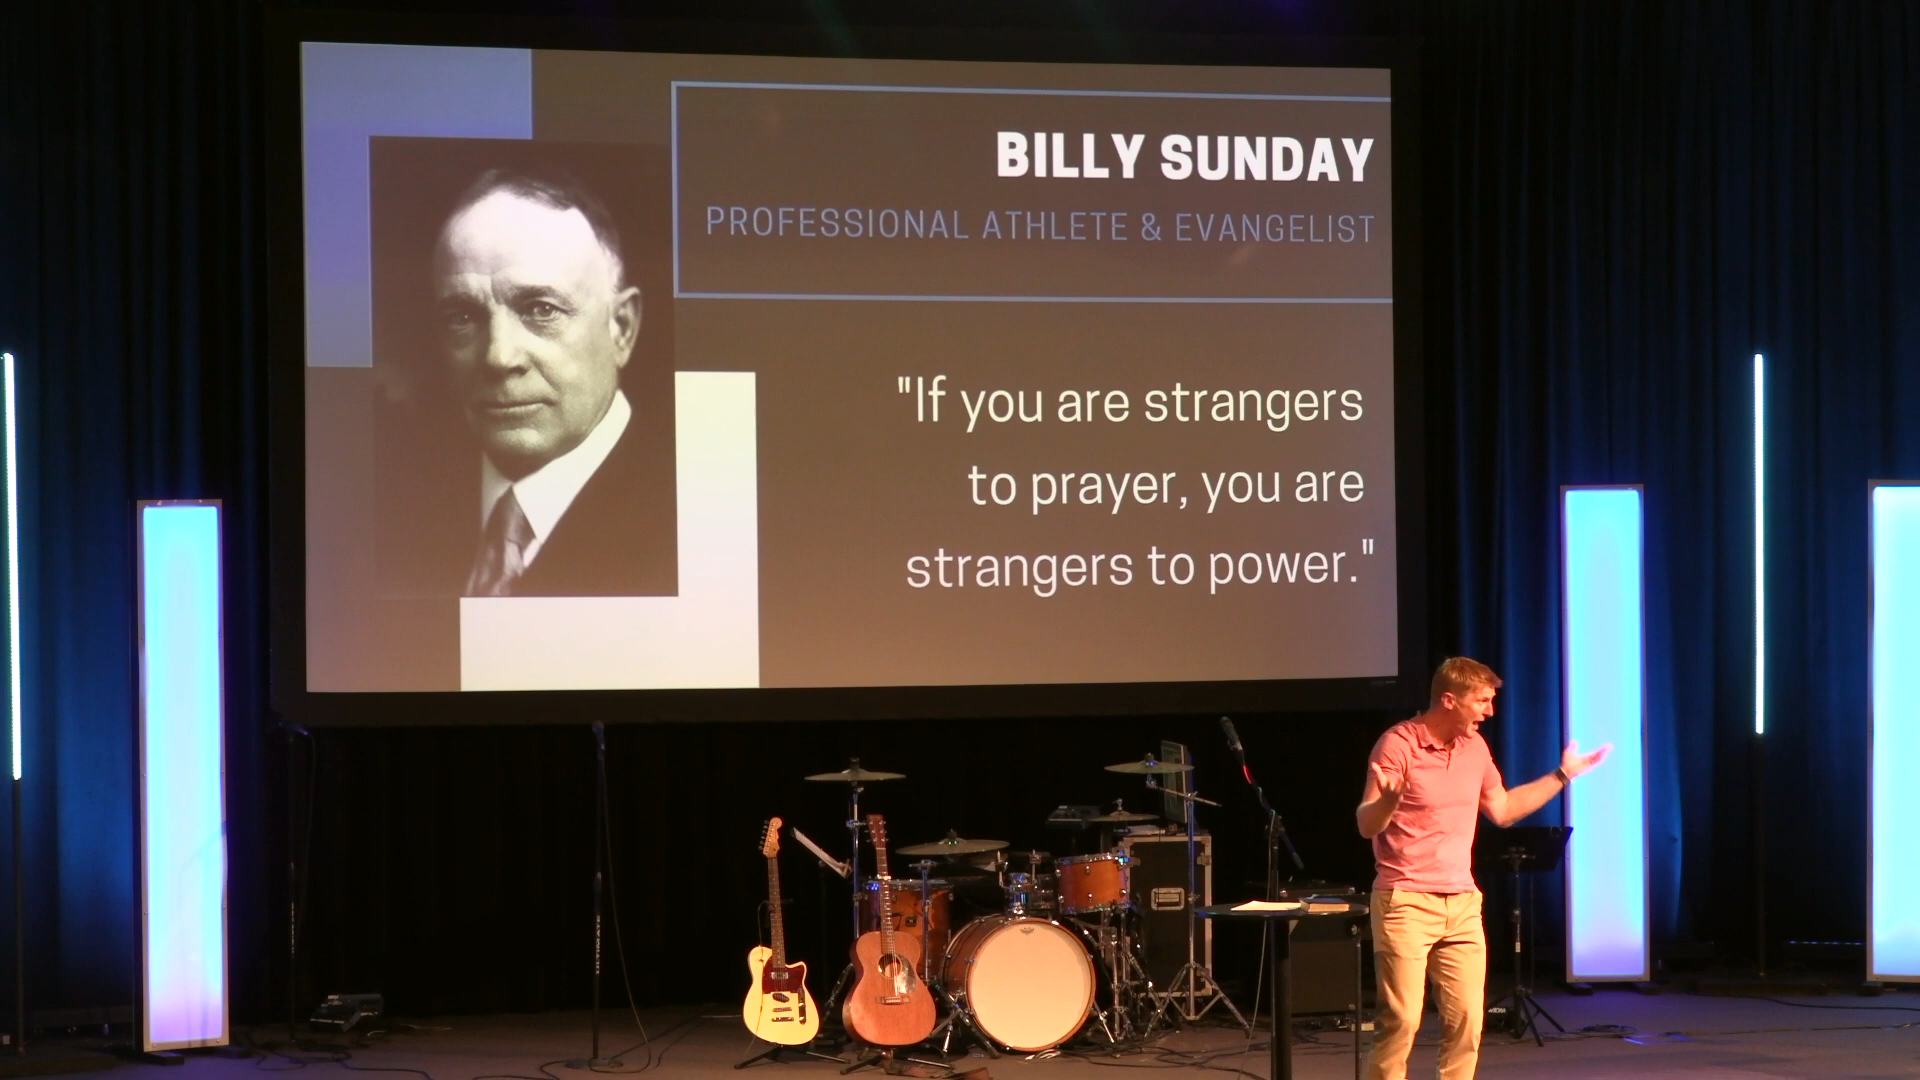 BILLY SUNDAY
PROFESSIONAL ATHLETE & EVANGELIST
"If you are strangers
to prayer, you are
strangers to power."